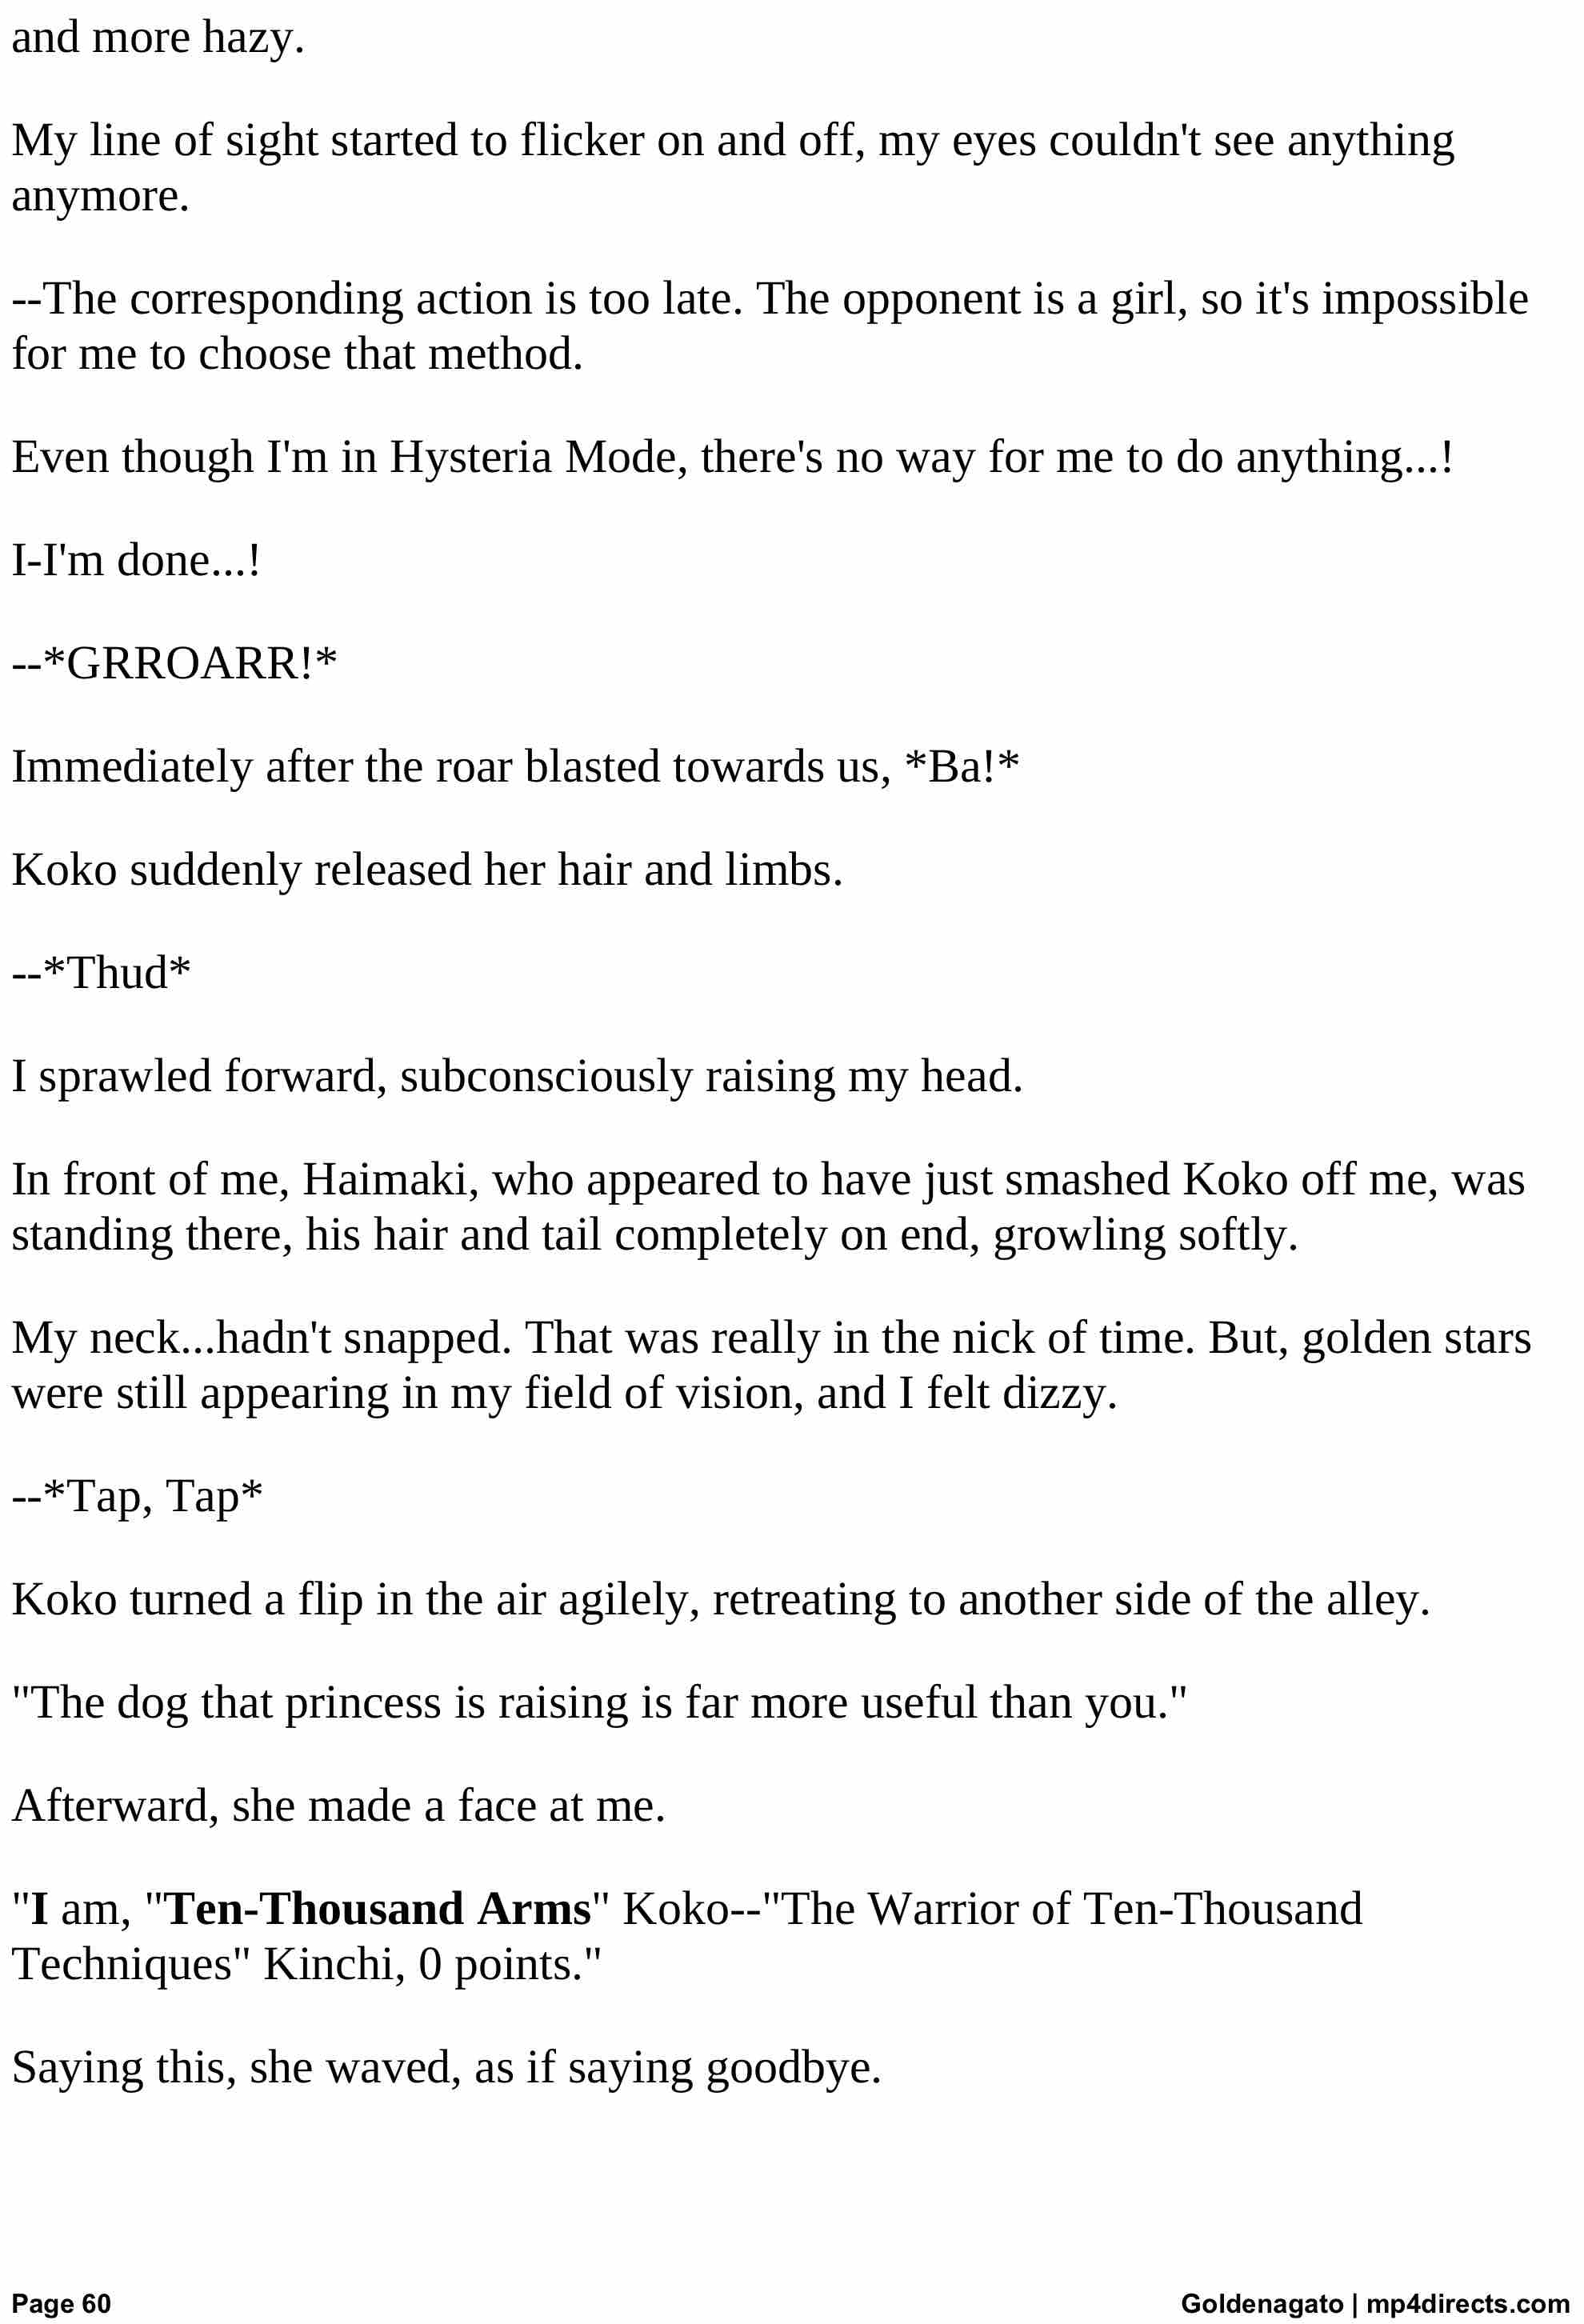 and more hazy.
My line of sight started to flicker on and off, my eyes couldn't see anything
anymore.
--The corresponding action is too late. The opponent is a girl, so it's impossible
for me to choose that method.
Even though I'm in Hysteria Mode, there's no way for me to do anything...!
I-I'm done...!
--*GRROARR!*
Immediately after the roar blasted towards us, *Ba!*
Koko suddenly released her hair and limbs.
--*Thud*
I sprawled forward, subconsciously raising my head.
In front of me, Haimaki, who appeared to have just smashed Koko off me, was
standing there, his hair and tail completely on end, growling softly.
My neck...hadn't snapped. That was really in the nick of time. But, golden stars
were still appearing in my field of vision, and I felt dizzy.
--*Tap, Tap*
Koko turned a flip in the air agilely, retreating to another side of the alley.
"The dog that princess is raising is far more useful than you."
Afterward, she made a face at me.
"I am, "Ten-Thousand Arms" Koko--"The Warrior of Ten-Thousand
Techniques" Kinchi, 0 points."
Saying this, she waved, as if saying goodbye.
Page 60
Goldenagato | mp4directs.com